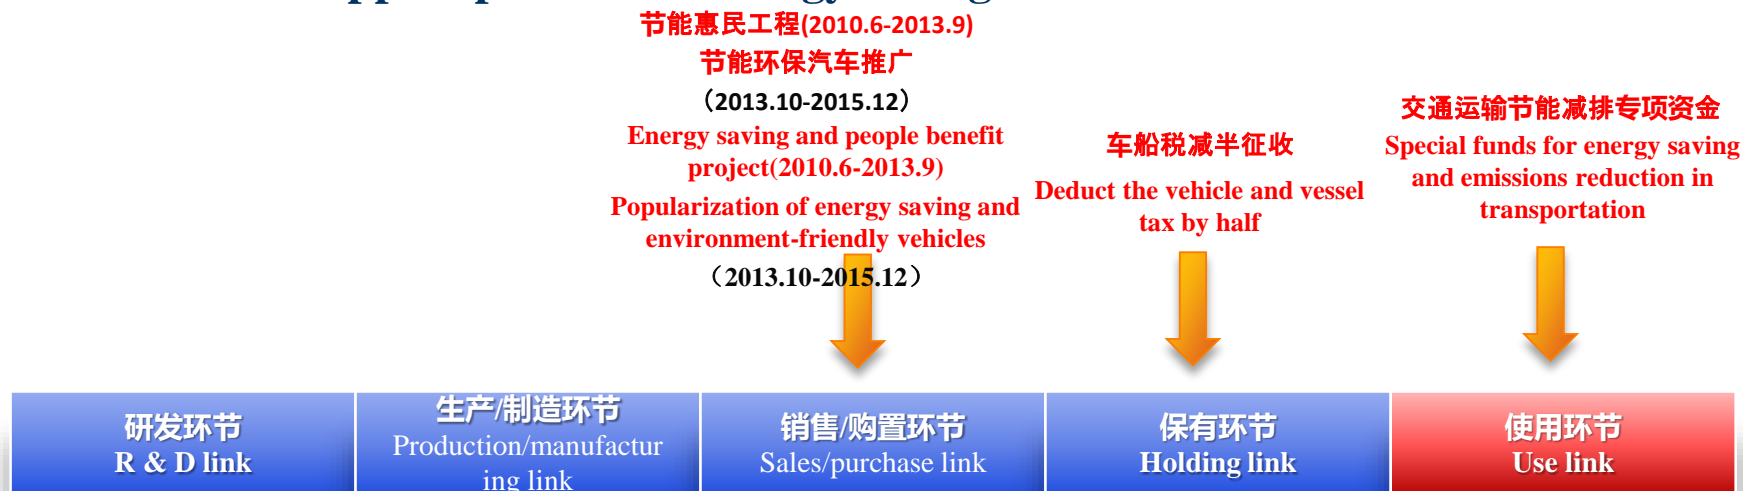 节能惠民工程(2010.6-2013.9)
节能环保汽车推广
（2013.10-2015.12）
Energy saving and people benefit
project(2010.6-2013.9)
Popularization of energy saving and
environment-friendly vehicles
（2013.10-2015.12）
车船税减半征收
Deduct the vehicle and vessel
tax by half
交通运输节能减排专项资金
Special funds for energy saving
and emissions reduction in
transportation
研发环节
R & D link
生产/制造环节
Production/manufactur
ing link
销售/购置环节
Sales/purchase link
保有环节
Holding link
使用环节
Use link